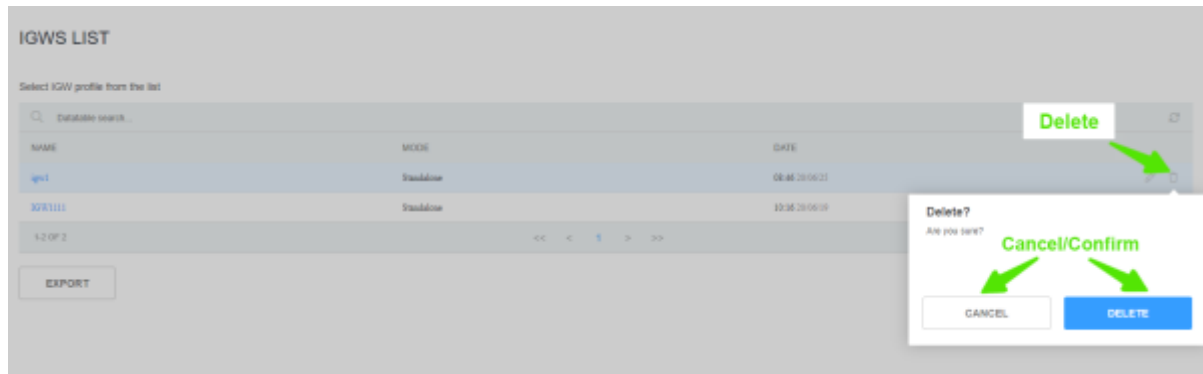 IGWS LIST
Select IGW profile from the list
Datatable search...
Delete
NAME MODE DATE
Standalone
Standalone
Delete?
Are you sure?
1-2 OF 2 << < 1 > >>
Cancel/Confirm
EXPORT
CANCEL DELETE